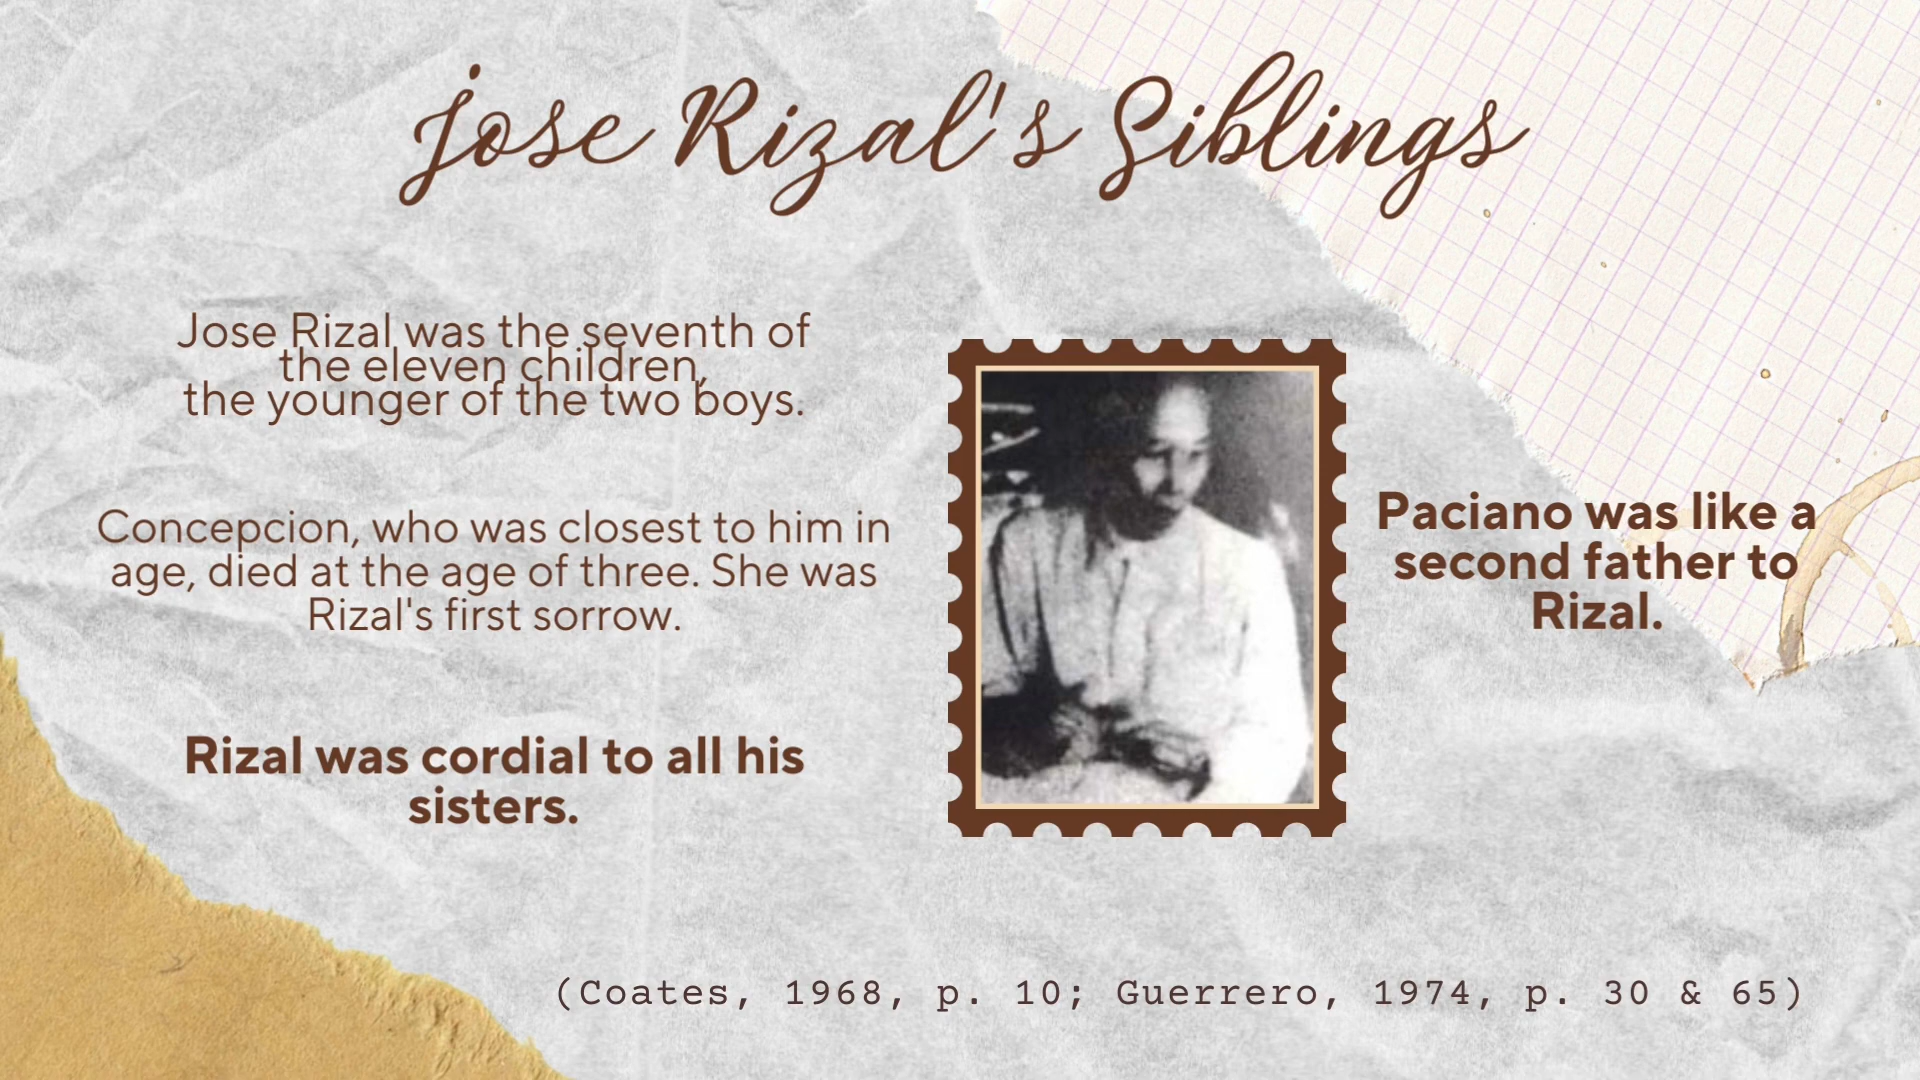 Jose Rizal's Siblings
Jose Rizal was the seventh of
the eleven children,
the younger of the two boys.
Concepcion, who was closest to him in
age, died at the age of three. She was
Rizal's first sorrow.
Rizal was cordial to all his
sisters.
Paciano was like a
second father to
Rizal.
(Coates, 1968, p. 10; Guerrero, 1974, p. 30 & 65)